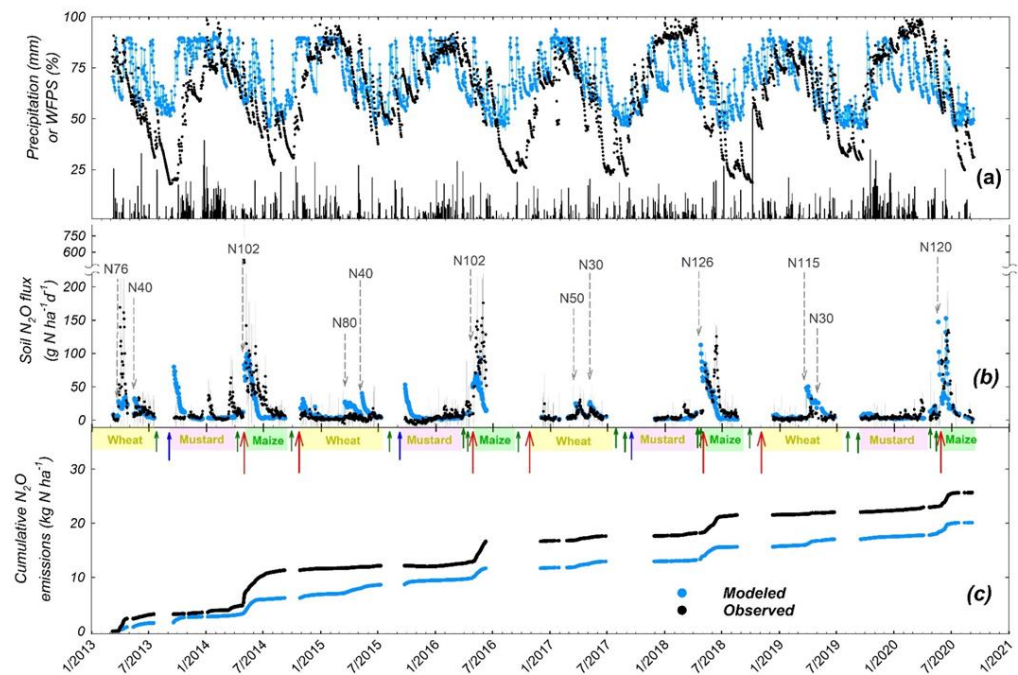 100
Precipitation (mm)
or WFPS (%)
75
50
25
(a)
750
600
N102
N76
N40
N80
N40
N102
N50
N30
N126
N115
N30
N120
Soil N₂O flux
(g N ha⁻¹d⁻¹)
200
150
100
50
0
(b)
Wheat Mustard Maize Wheat Mustard Maize Wheat Mustard Maize Wheat Mustard Maize
Cumulative N₂O
emissions (kg N ha⁻¹)
30
20
10
0
Modeled
Observed
(c)
1/2013 7/2013 1/2014 7/2014 1/2015 7/2015 1/2016 7/2016 1/2017 7/2017 1/2018 7/2018 1/2019 7/2019 1/2020 7/2020 1/2021